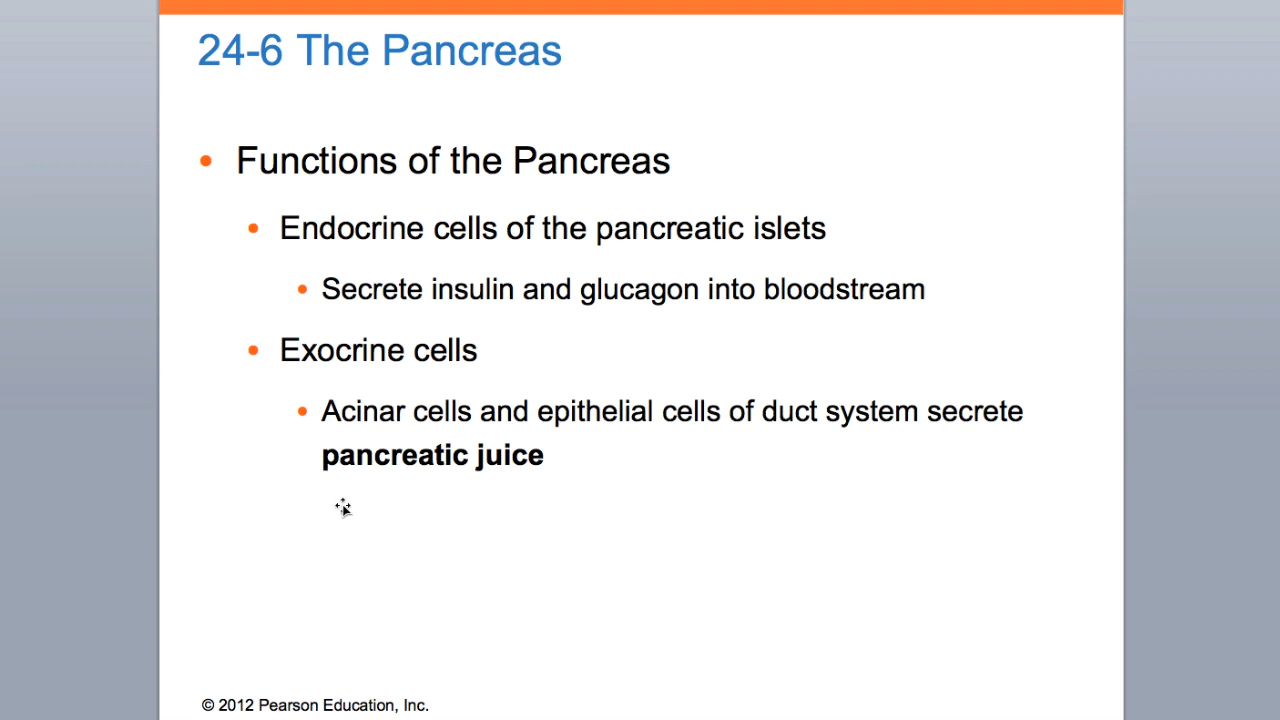 24-6 The Pancreas
• Functions of the Pancreas
• Endocrine cells of the pancreatic islets
• Secrete insulin and glucagon into bloodstream
• Exocrine cells
• Acinar cells and epithelial cells of duct system secrete
pancreatic juice
© 2012 Pearson Education, Inc.